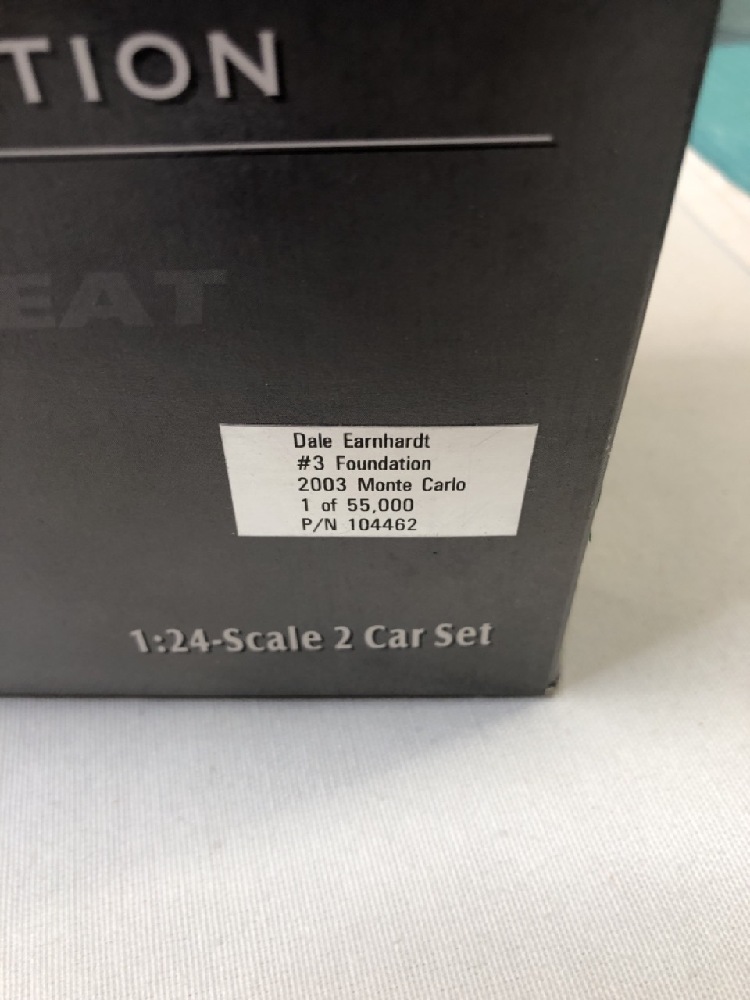 TION
EAT
Dale Earnhardt
#3 Foundation
2003 Monte Carlo
1 of 55,000
P/N 104462
1:24-Scale 2 Car Set